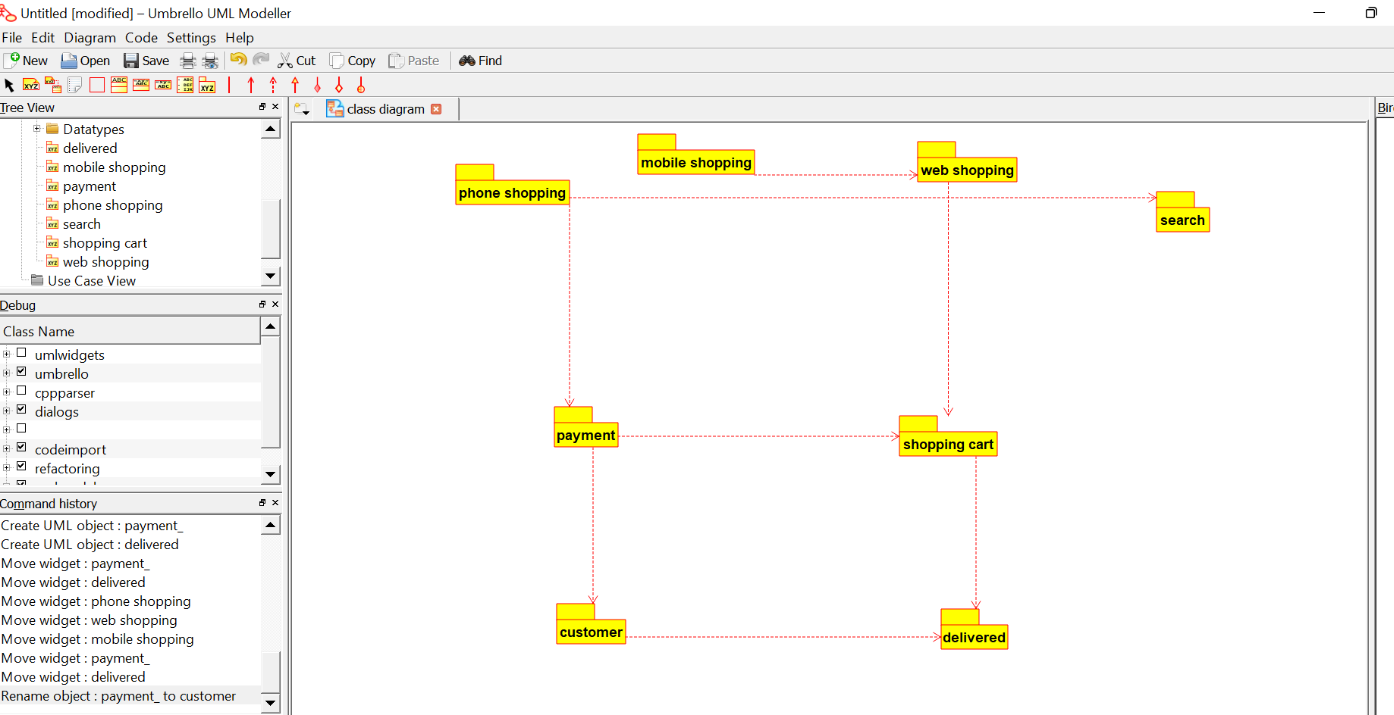 Untitled [modified] – Umbrello UML Modeller
File Edit Diagram Code Settings Help
New Open Save Cut Copy Paste Find
Tree View
class diagram
Datatypes
delivered
mobile shopping
payment
phone shopping
search
shopping cart
web shopping
Use Case View
Debug
Class Name
umlwidgets
umbrello
cppparser
dialogs
codeimport
refactoring
Command history
Create UML object : payment_
Create UML object : delivered
Move widget : payment_
Move widget : delivered
Move widget : phone shopping
Move widget : web shopping
Move widget : mobile shopping
Move widget : payment_
Move widget : delivered
Rename object : payment_ to customer
mobile shopping
web shopping
phone shopping
search
payment
shopping cart
customer
delivered